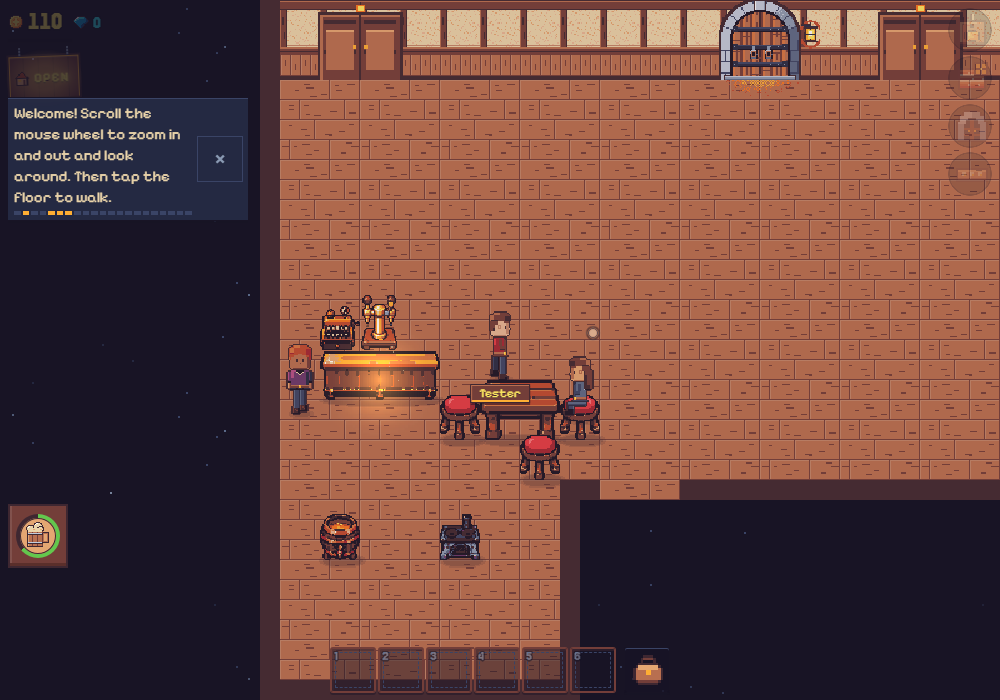 110 0
OPEN
Welcome! Scroll the
mouse wheel to zoom in
and out and look
around. Then tap the
floor to walk.
×
Tester
1 2 3 4 5 6